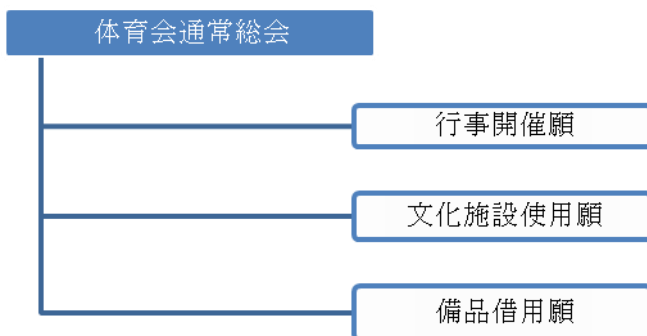 体育会通常総会
行事開催願
文化施設使用願
備品借用願